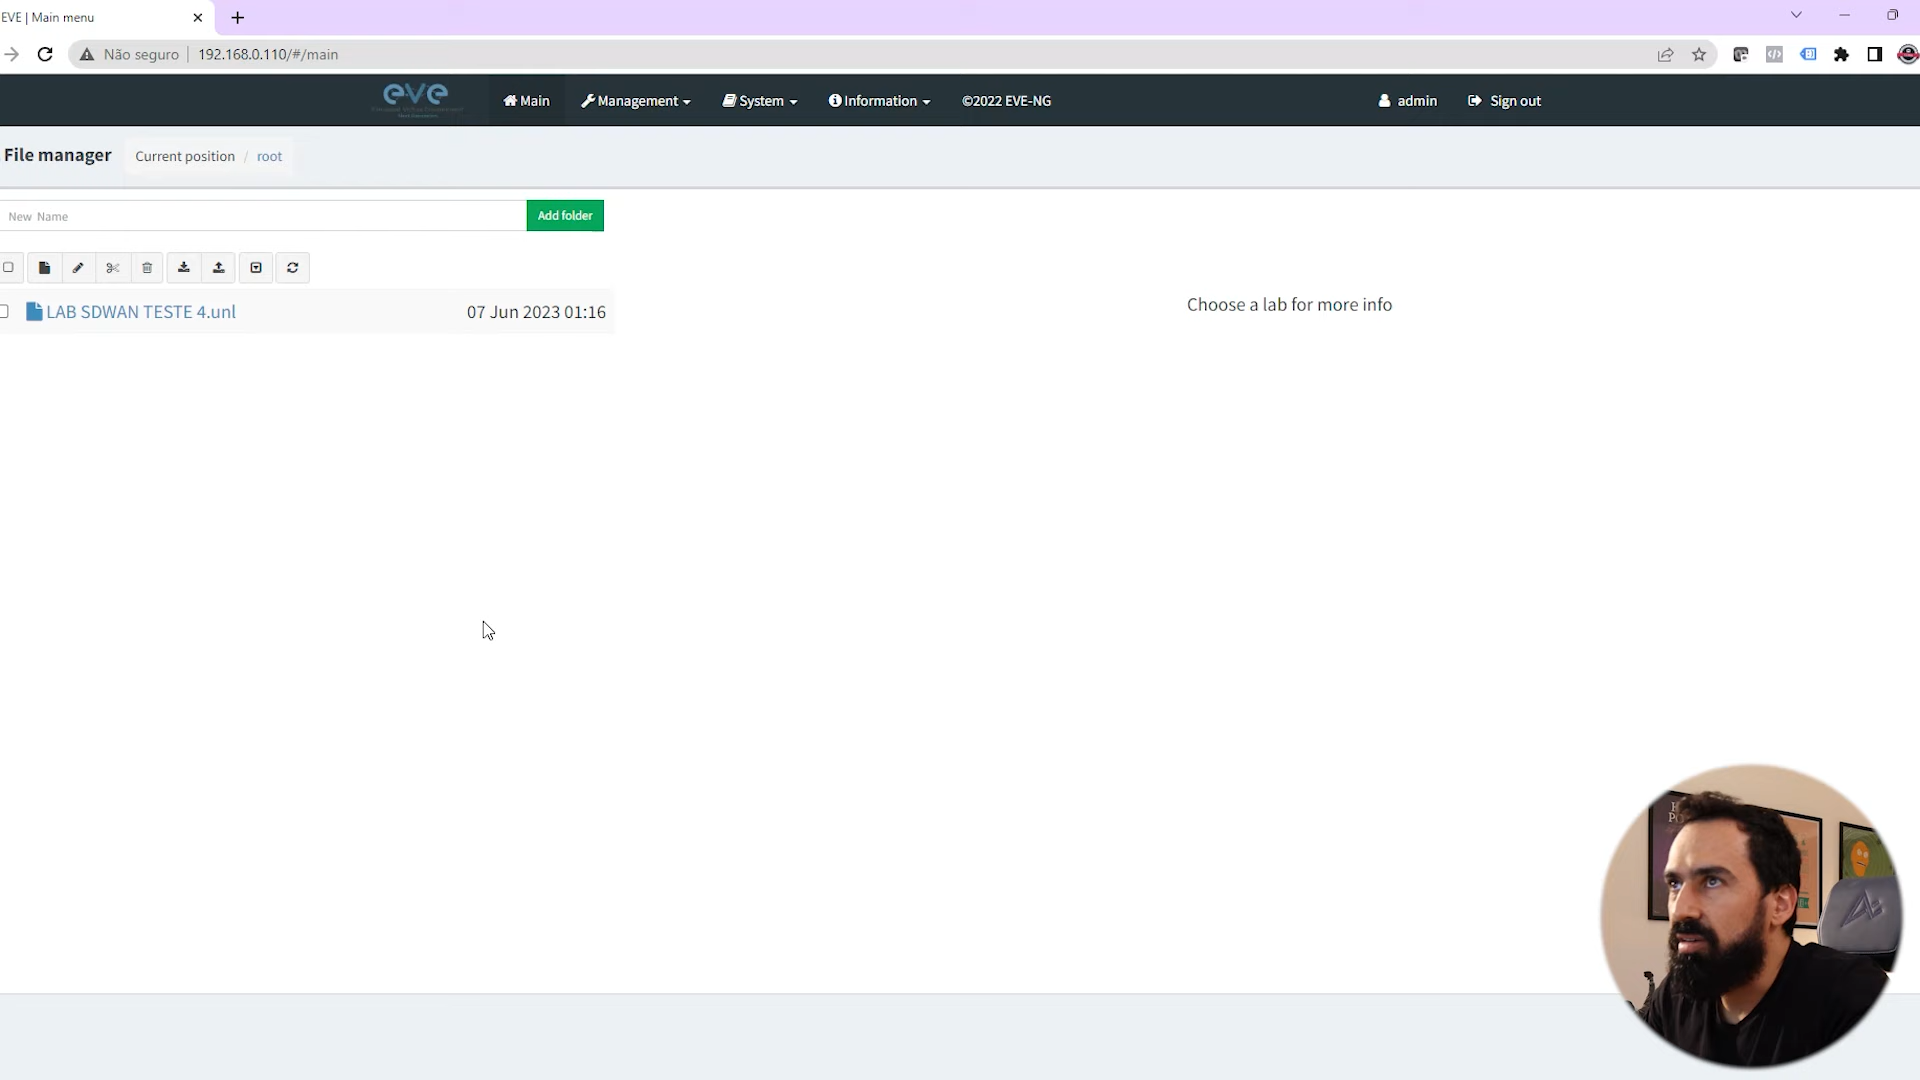 EVE | Main menu
Não seguro 192.168.0.110/#/main
eve Main Management System Information ©2022 EVE-NG admin Sign out
File manager Current position / root
New Name Add folder
LAB SDWAN TESTE 4.unl 07 Jun 2023 01:16
Choose a lab for more info